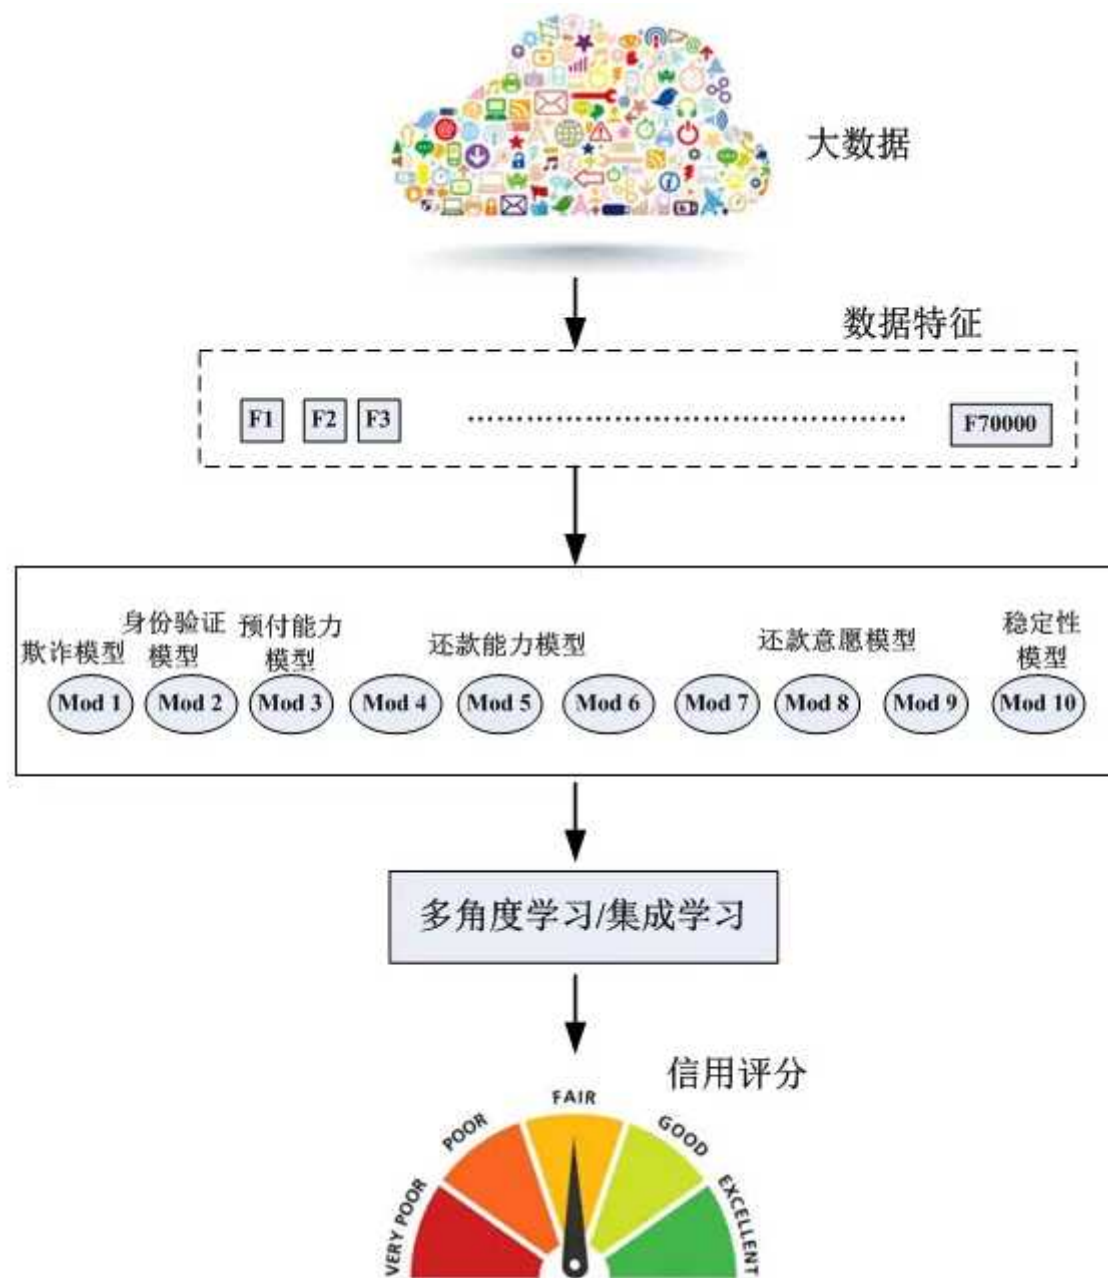 大数据
数据特征
F1 F2 F3 F70000
欺诈模型
身份验证
模型
预付能力
模型
还款能力模型
还款意愿模型
稳定性
模型
Mod 1 Mod 2 Mod 3 Mod 4 Mod 5 Mod 6 Mod 7 Mod 8 Mod 9 Mod 10
多角度学习/集成学习
信用评分
VERY POOR
POOR
FAIR
GOOD
EXCELLENT